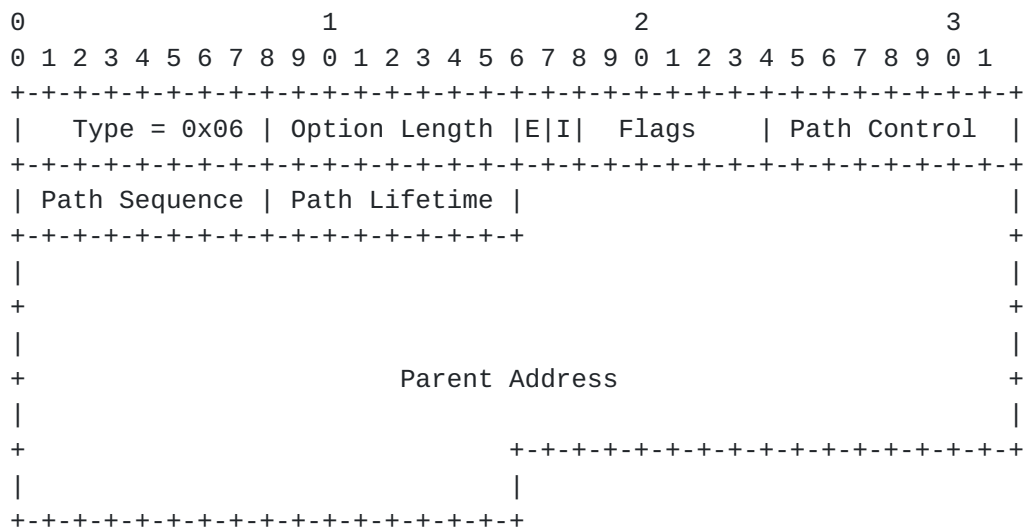 0                   1                   2                   3
0 1 2 3 4 5 6 7 8 9 0 1 2 3 4 5 6 7 8 9 0 1 2 3 4 5 6 7 8 9 0 1
+-+-+-+-+-+-+-+-+-+-+-+-+-+-+-+-+-+-+-+-+-+-+-+-+-+-+-+-+-+-+-+-+
|   Type = 0x06 | Option Length |E|I|  Flags    | Path Control  |
+-+-+-+-+-+-+-+-+-+-+-+-+-+-+-+-+-+-+-+-+-+-+-+-+-+-+-+-+-+-+-+-+
| Path Sequence | Path Lifetime |                               |
+-+-+-+-+-+-+-+-+-+-+-+-+-+-+-+-+                               +
|                                                               |
+                                                               +
|                                                               |
+                        Parent Address                         +
|                                                               |
+                               +-+-+-+-+-+-+-+-+-+-+-+-+-+-+-+-+
|                               |
+-+-+-+-+-+-+-+-+-+-+-+-+-+-+-+-+